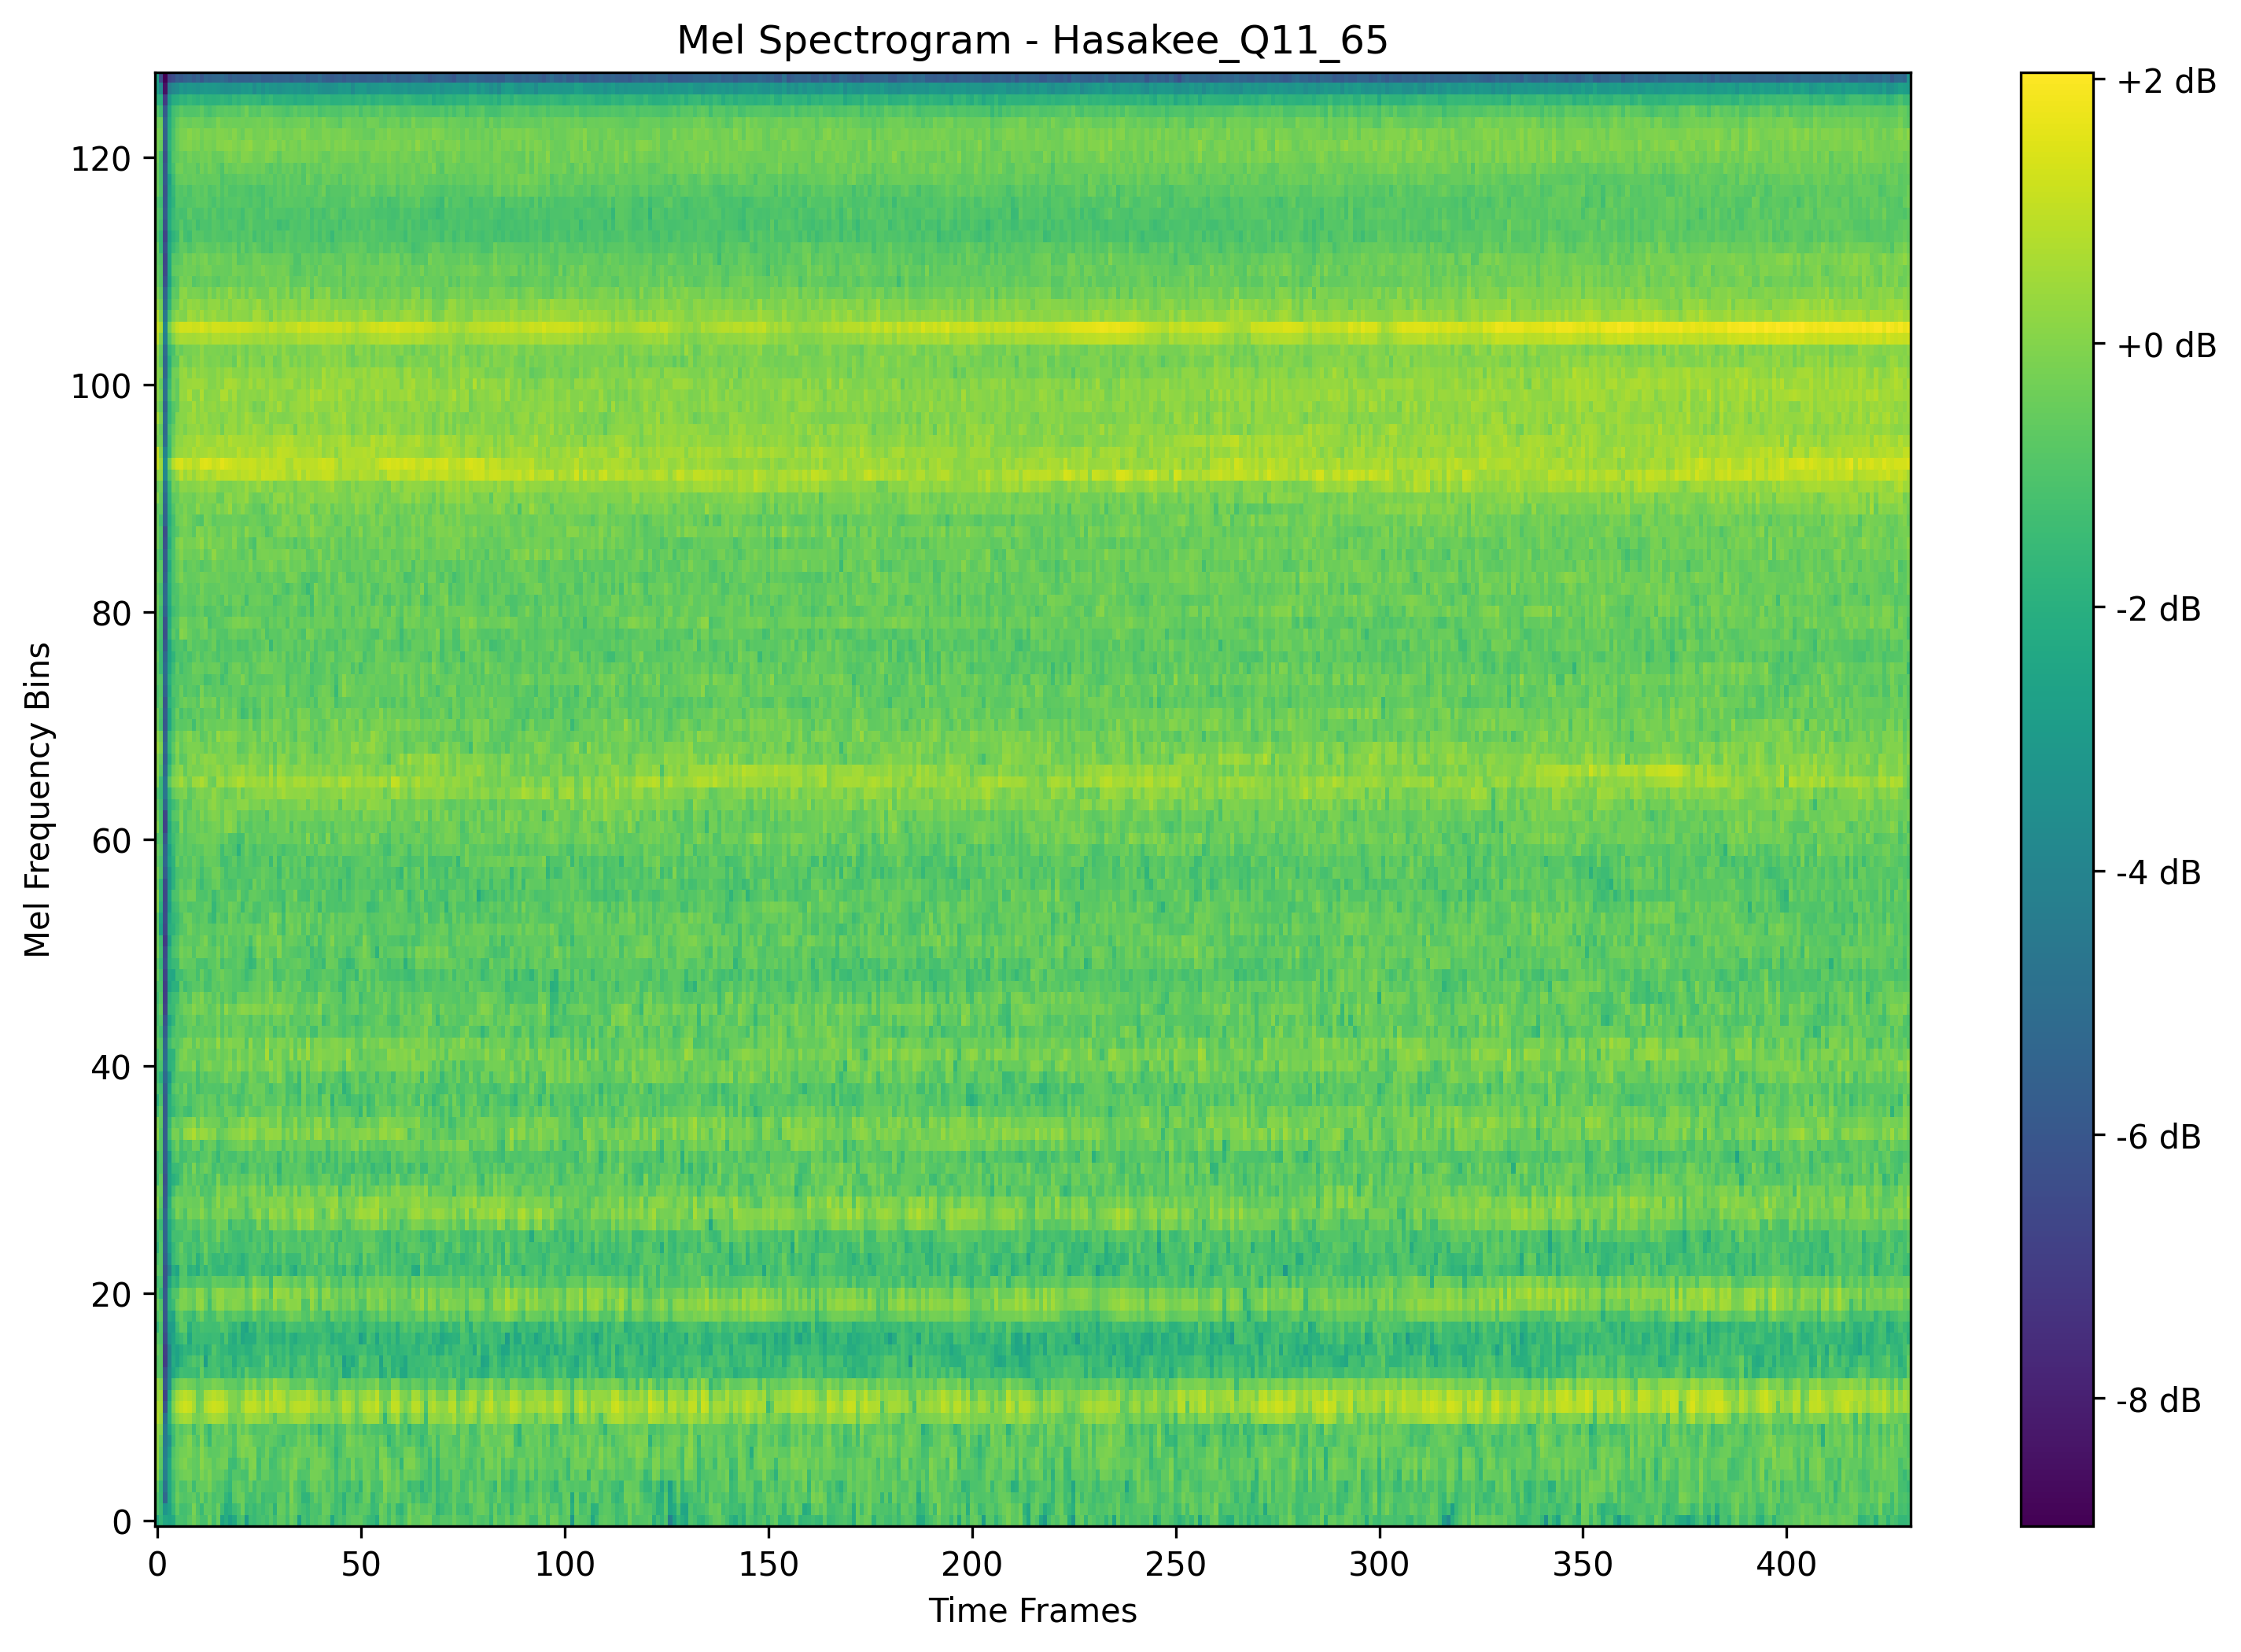 Mel Spectrogram - Hasakee_Q11_65
Mel Frequency Bins
120
100
80
60
40
20
0
0 50 100 150 200 250 300 350 400
Time Frames
+2 dB
+0 dB
-2 dB
-4 dB
-6 dB
-8 dB